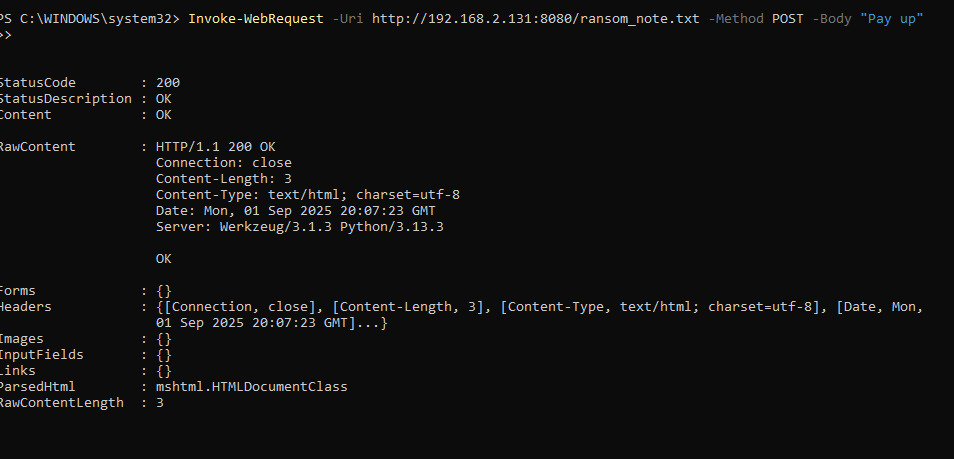 PS C:\WINDOWS\system32> Invoke-WebRequest -Uri http://192.168.2.131:8080/ransom_note.txt -Method POST -Body "Pay up"
>>
StatusCode : 200
StatusDescription : OK
Content : OK
RawContent : HTTP/1.1 200 OK
Connection: close
Content-Length: 3
Content-Type: text/html; charset=utf-8
Date: Mon, 01 Sep 2025 20:07:23 GMT
Server: Werkzeug/3.1.3 Python/3.13.3
OK
Forms : {}
Headers : {[Connection, close], [Content-Length, 3], [Content-Type, text/html; charset=utf-8], [Date, Mon,
01 Sep 2025 20:07:23 GMT]...}
Images : {}
InputFields : {}
Links : {}
ParsedHtml : mshtml.HTMLDocumentClass
RawContentLength : 3